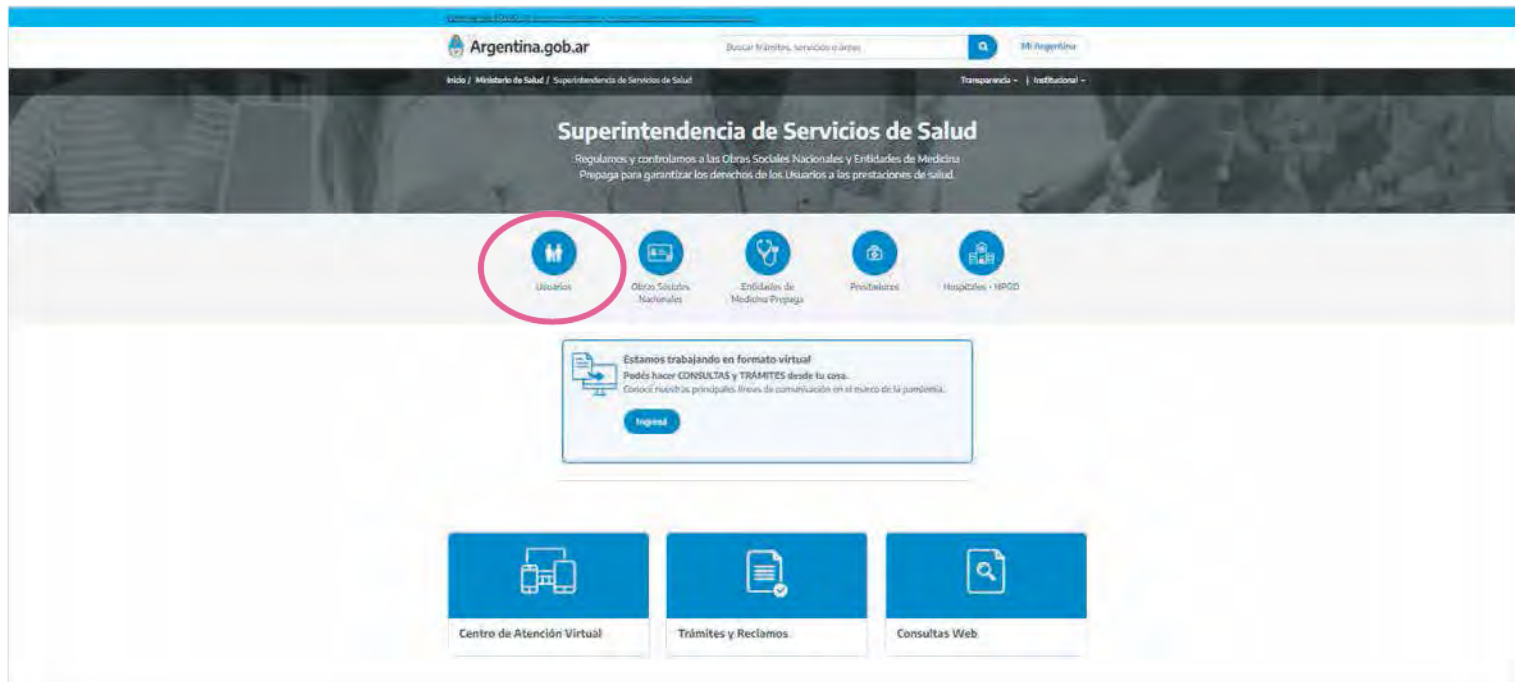 Argentina.gob.ar
Buscar trámites, servicios o áreas
Mi Argentina
Inicio / Ministerio de Salud / Superintendencia de Servicios de Salud
Transparencia | Institucional
Superintendencia de Servicios de Salud
Regulamos y controlamos a las Obras Sociales Nacionales y Entidades de Medicina
Prepaga para garantizar los derechos de los Usuarios a las prestaciones de salud.
Usuarios
Obras Sociales
Nacionales
Entidades de
Medicina Prepaga
Prestadores
Hospitales - HPGD
Estamos trabajando en formato virtual
Podés hacer CONSULTAS y TRÁMITES desde tu casa.
Conocé nuestras principales líneas de comunicación en el marco de la pandemia.
Ingresá
Centro de Atención Virtual
Trámites y Reclamos
Consultas Web